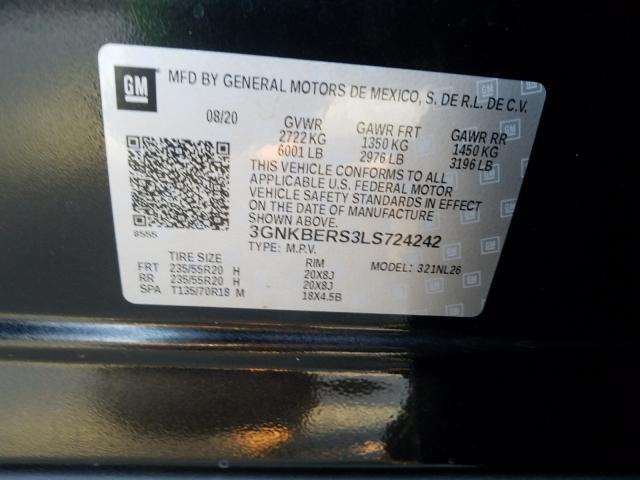 GM
MFD BY GENERAL MOTORS DE MEXICO, S. DE R.L. DE C.V.
08/20 GVWR GAWR FRT GAWR RR
2722 KG 1350 KG 1450 KG
6001 LB 2976 LB 3196 LB
THIS VEHICLE CONFORMS TO ALL
APPLICABLE U.S. FEDERAL MOTOR
VEHICLE SAFETY STANDARDS IN EFFECT
ON THE DATE OF MANUFACTURE
SHOWN ABOVE.
8555
3GNKBERS3LS724242
TYPE: M.P.V. MODEL: 321NL26
TIRE SIZE RIM
FRT 235/55R20 H 20X8J
RR 235/55R20 H 20X8J
SPA T135/70R18 M 18X4.5B